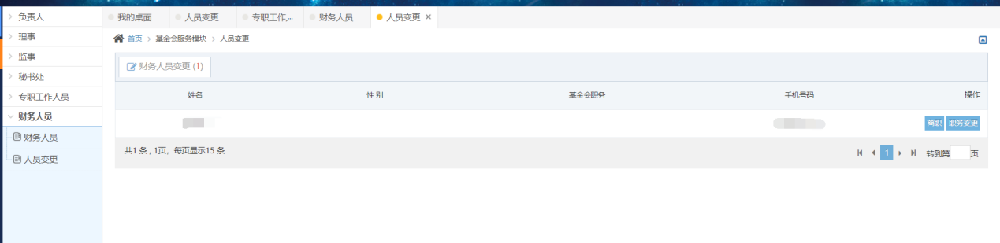 负责人
理事
监事
秘书处
专职工作人员
财务人员
财务人员
人员变更
我的桌面 人员变更 专职工作,... 财务人员 人员变更 ×
首页 > 基金会服务模块 > 人员变更
财务人员变更 (1)
姓名 性别 基金会职务 手机号码 操作
离职 职务变更
共1 条 , 1页, 每页显示15 条
1 转到第 页